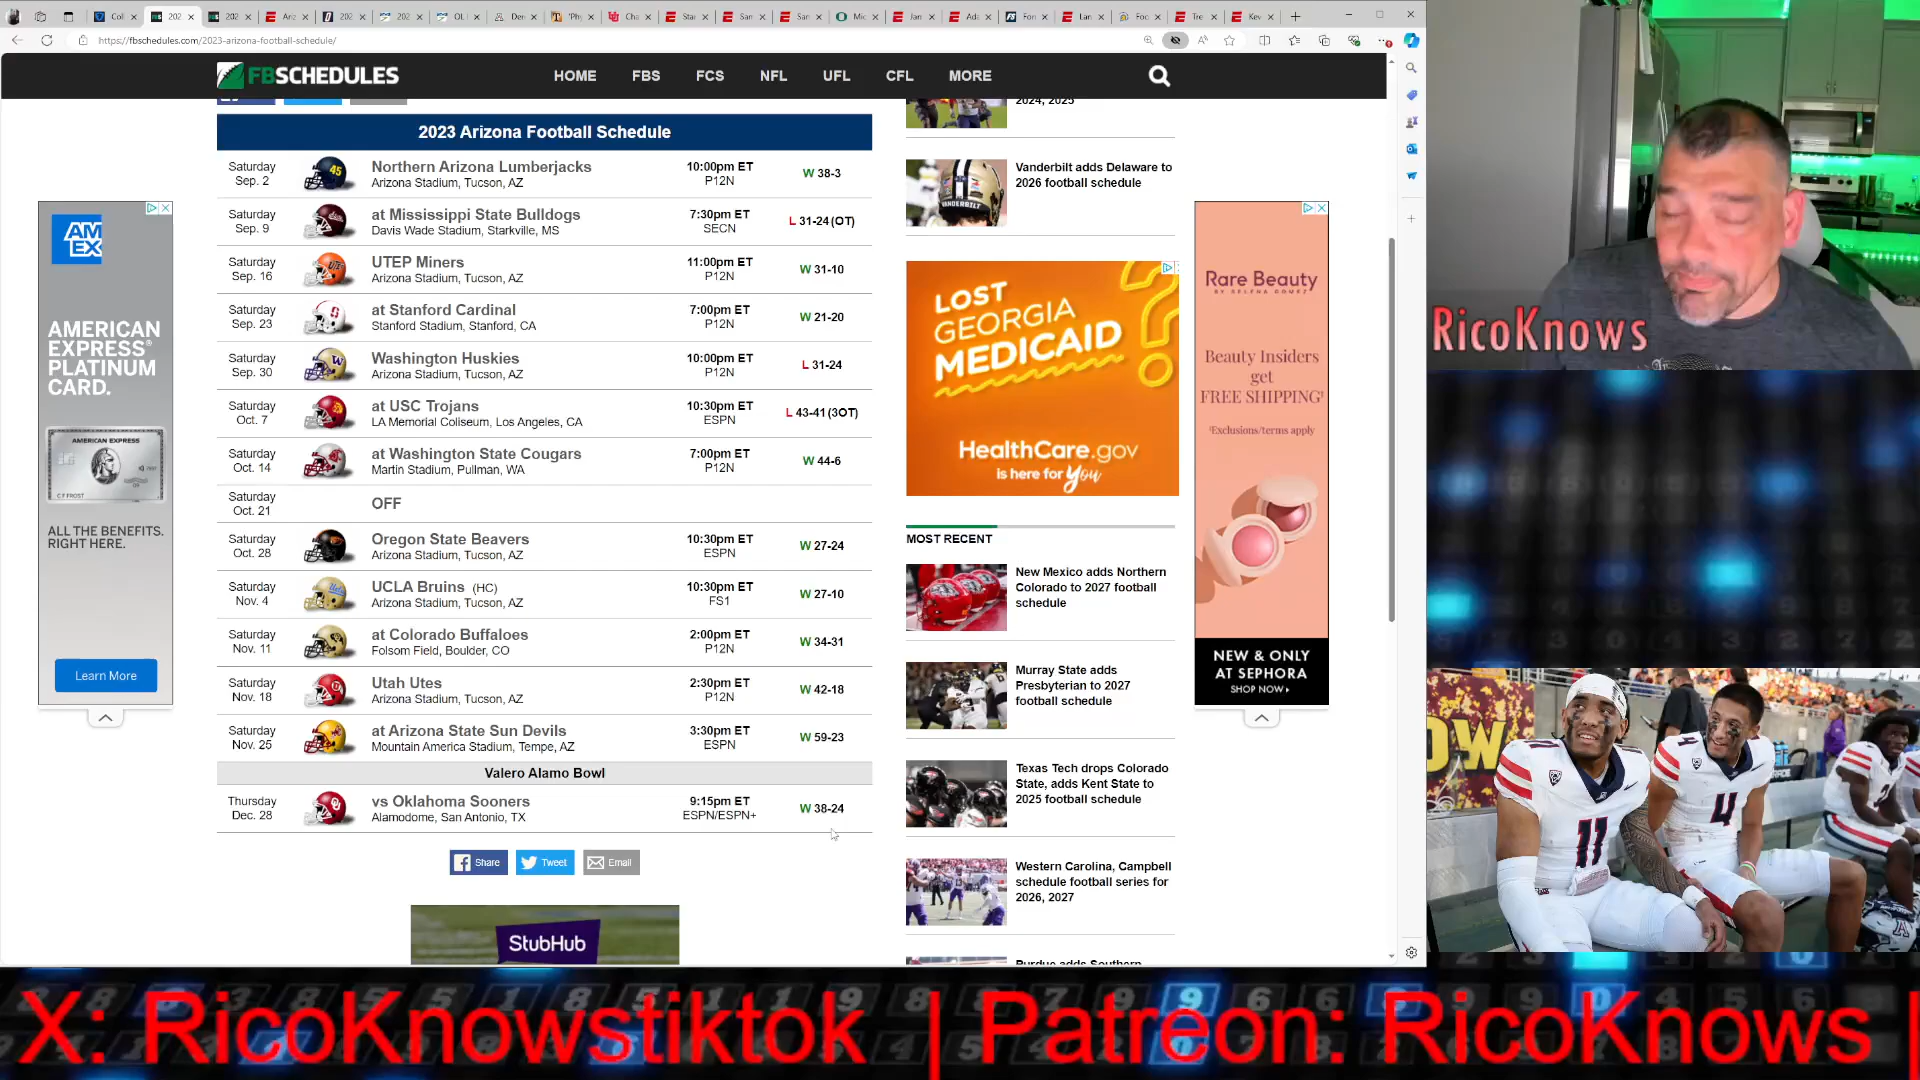 https://fbschedules.com/2023-arizona-football-schedule/
FBSCHEDULES
HOME
FBS
FCS
NFL
UFL
CFL
MORE
2023 Arizona Football Schedule
Saturday Sep. 2
45
Northern Arizona Lumberjacks
Arizona Stadium, Tucson, AZ
10:00pm ET
P12N
W 38-3
Saturday Sep. 9
at Mississippi State Bulldogs
Davis Wade Stadium, Starkville, MS
7:30pm ET
SECN
L 31-24 (OT)
Saturday Sep. 16
UTEP Miners
Arizona Stadium, Tucson, AZ
11:00pm ET
P12N
W 31-10
Saturday Sep. 23
at Stanford Cardinal
Stanford Stadium, Stanford, CA
7:00pm ET
P12N
W 21-20
Saturday Sep. 30
Washington Huskies
Arizona Stadium, Tucson, AZ
10:00pm ET
P12N
L 31-24
Saturday Oct. 7
at USC Trojans
LA Memorial Coliseum, Los Angeles, CA
10:30pm ET
ESPN
L 43-41 (3OT)
Saturday Oct. 14
at Washington State Cougars
Martin Stadium, Pullman, WA
7:00pm ET
P12N
W 44-6
Saturday Oct. 21
OFF
Saturday Oct. 28
Oregon State Beavers
Arizona Stadium, Tucson, AZ
10:30pm ET
ESPN
W 27-24
Saturday Nov. 4
UCLA Bruins (HC)
Arizona Stadium, Tucson, AZ
10:30pm ET
FS1
W 27-10
Saturday Nov. 11
at Colorado Buffaloes
Folsom Field, Boulder, CO
2:00pm ET
P12N
W 34-31
Saturday Nov. 18
Utah Utes
Arizona Stadium, Tucson, AZ
2:30pm ET
P12N
W 42-18
Saturday Nov. 25
at Arizona State Sun Devils
Mountain America Stadium, Tempe, AZ
3:30pm ET
ESPN
W 59-23
Valero Alamo Bowl
Thursday Dec. 28
vs Oklahoma Sooners
Alamodome, San Antonio, TX
9:15pm ET
ESPN/ESPN+
W 38-24
Share
Tweet
Email
StubHub
AM
EX
AMERICAN
EXPRESS®
PLATINUM
CARD.
AMERICAN EXPRESS
C F FROST
ALL THE BENEFITS.
RIGHT HERE.
Learn More
2024, 2025
Vanderbilt adds Delaware to
2026 football schedule
LOST
GEORGIA
MEDICAID
?
HealthCare.gov
is here for You
MOST RECENT
New Mexico adds Northern
Colorado to 2027 football
schedule
Murray State adds
Presbyterian to 2027
football schedule
Texas Tech drops Colorado
State, adds Kent State to
2025 football schedule
Western Carolina, Campbell
schedule football series for
2026, 2027
Purdue adds Southern
Rare Beauty
BY SELENA GOMEZ
Beauty Insiders
get
FREE SHIPPING†
†Exclusions/terms apply
NEW & ONLY
AT SEPHORA
SHOP NOW
RicoKnows
OW
11
4
X: RicoKnowstiktok | Patreon: RicoKnows |